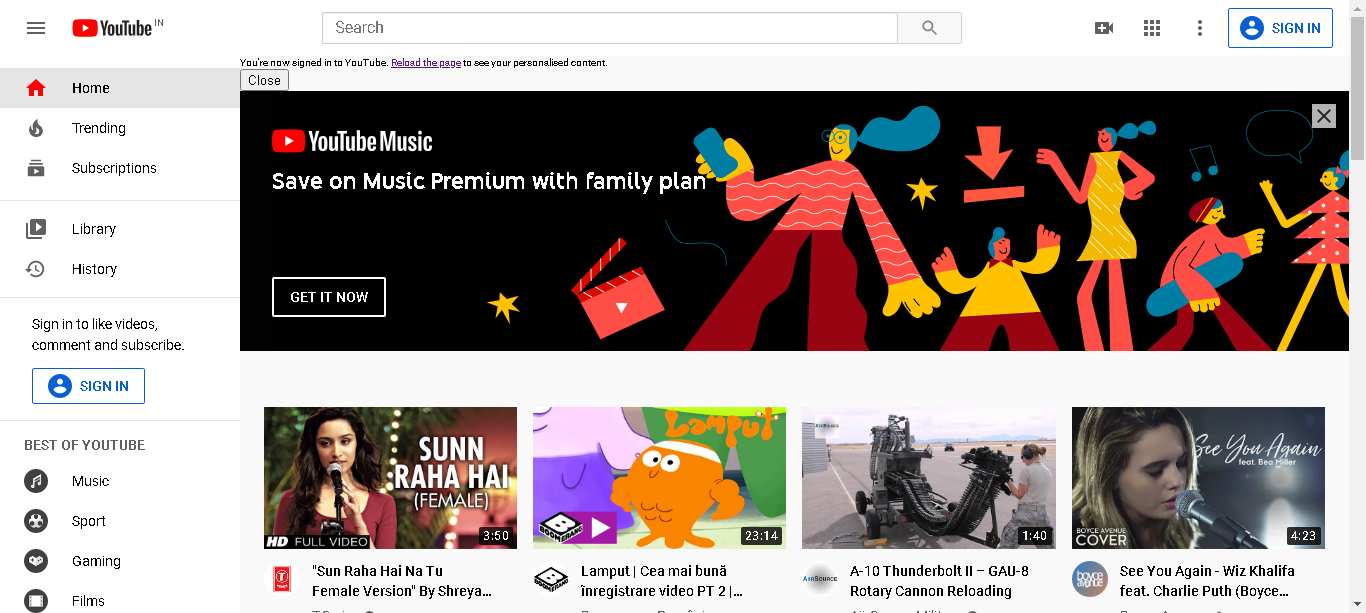 YouTube IN
Search
SIGN IN
You're now signed in to YouTube. Reload the page to see your personalised content.
Close
Home
Trending
Subscriptions
Library
History
Sign in to like videos,
comment and subscribe.
SIGN IN
BEST OF YOUTUBE
Music
Sport
Gaming
Films
YouTube Music
Save on Music Premium with family plan
GET IT NOW
SUNN
RAHA HAI
(FEMALE)
HD FULL VIDEO
3:50
Lamput
BOOMERANG
23:14
AIRSOURCE
1:40
See You Again
feat. Bea Miller
BOYCE AVENUE
COVER
4:23
"Sun Raha Hai Na Tu
Female Version" By Shreya...
Lamput | Cea mai bună
înregistrare video PT 2 |...
AIRSOURCE
A-10 Thunderbolt II – GAU-8
Rotary Cannon Reloading
boyce
avenue
See You Again - Wiz Khalifa
feat. Charlie Puth (Boyce...